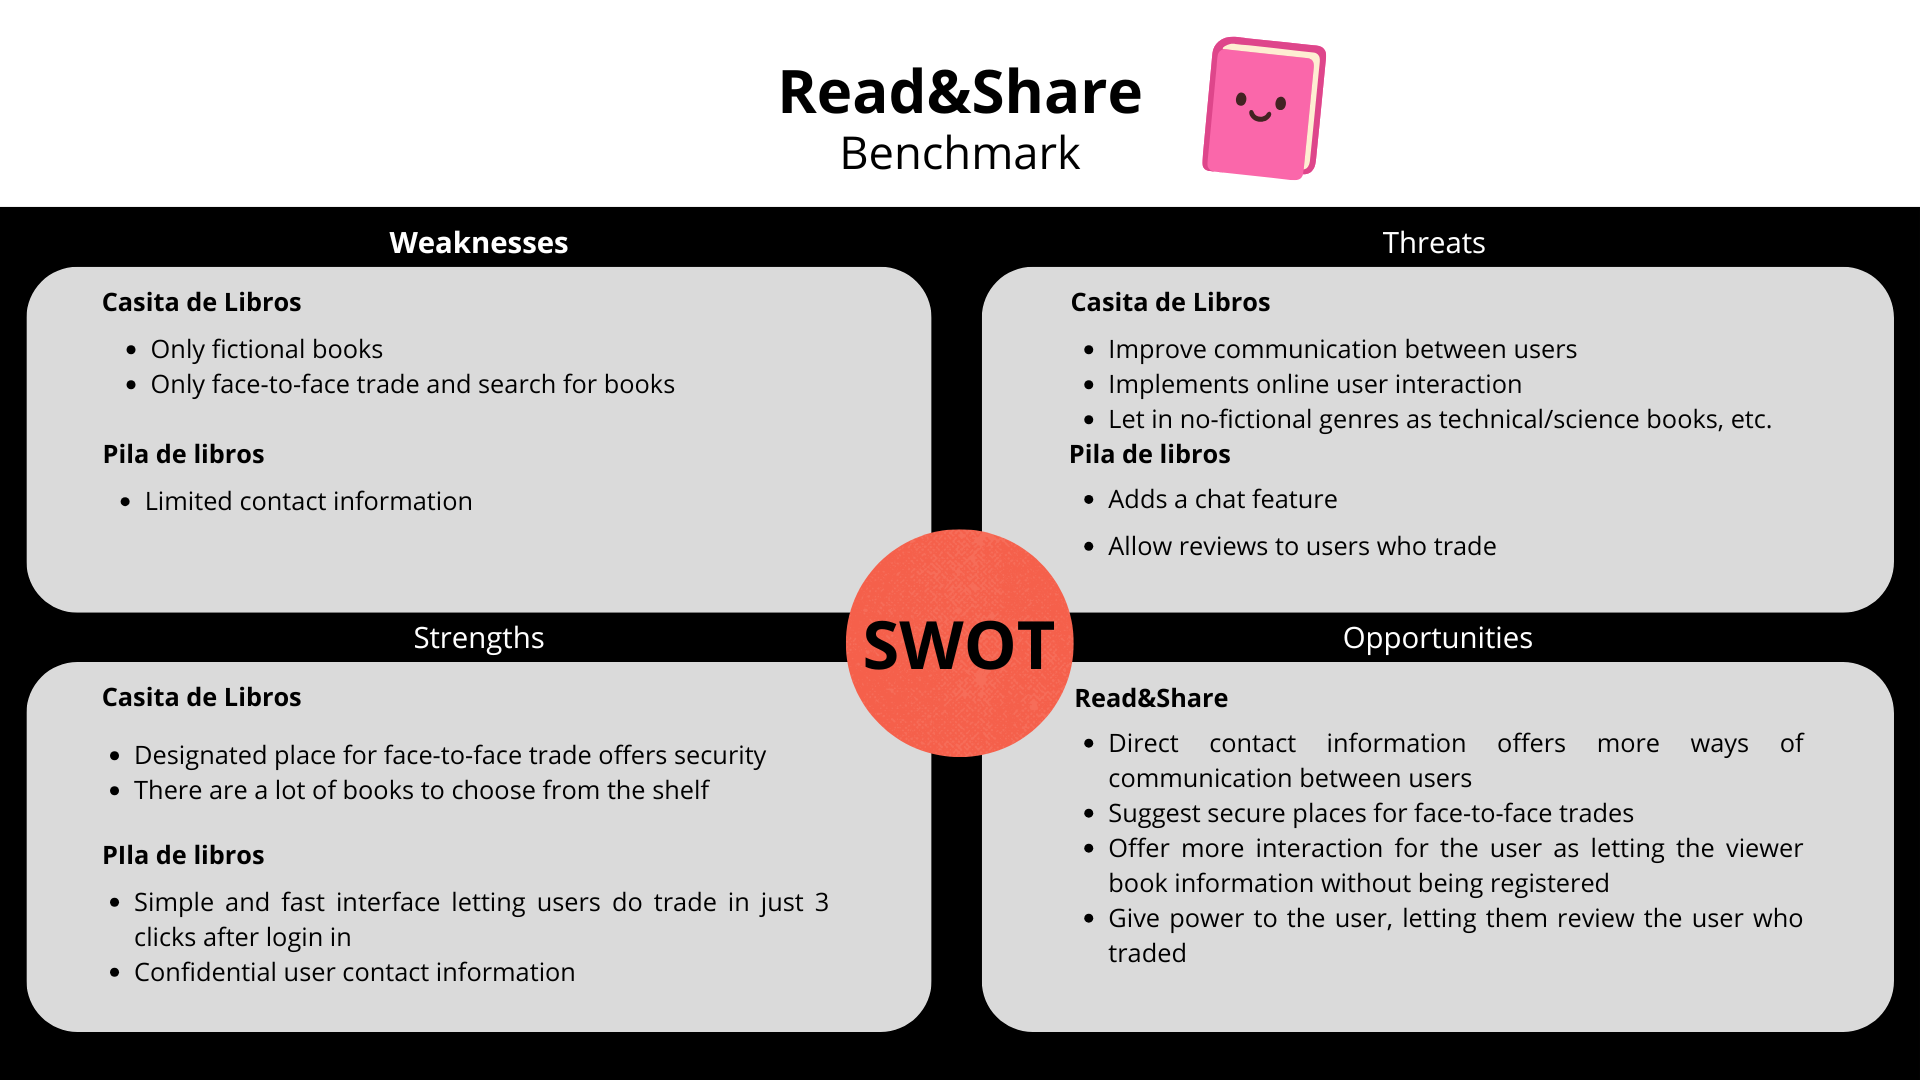 Read&Share
Benchmark
Weaknesses
Casita de Libros
• Only fictional books
• Only face-to-face trade and search for books
Pila de libros
• Limited contact information
Threats
Casita de Libros
• Improve communication between users
• Implements online user interaction
• Let in no-fictional genres as technical/science books, etc.
Pila de libros
• Adds a chat feature
• Allow reviews to users who trade
SWOT
Strengths
Casita de Libros
• Designated place for face-to-face trade offers security
• There are a lot of books to choose from the shelf
PIla de libros
• Simple and fast interface letting users do trade in just 3
clicks after login in
• Confidential user contact information
Opportunities
Read&Share
• Direct contact information offers more ways of
communication between users
• Suggest secure places for face-to-face trades
• Offer more interaction for the user as letting the viewer
book information without being registered
• Give power to the user, letting them review the user who
traded